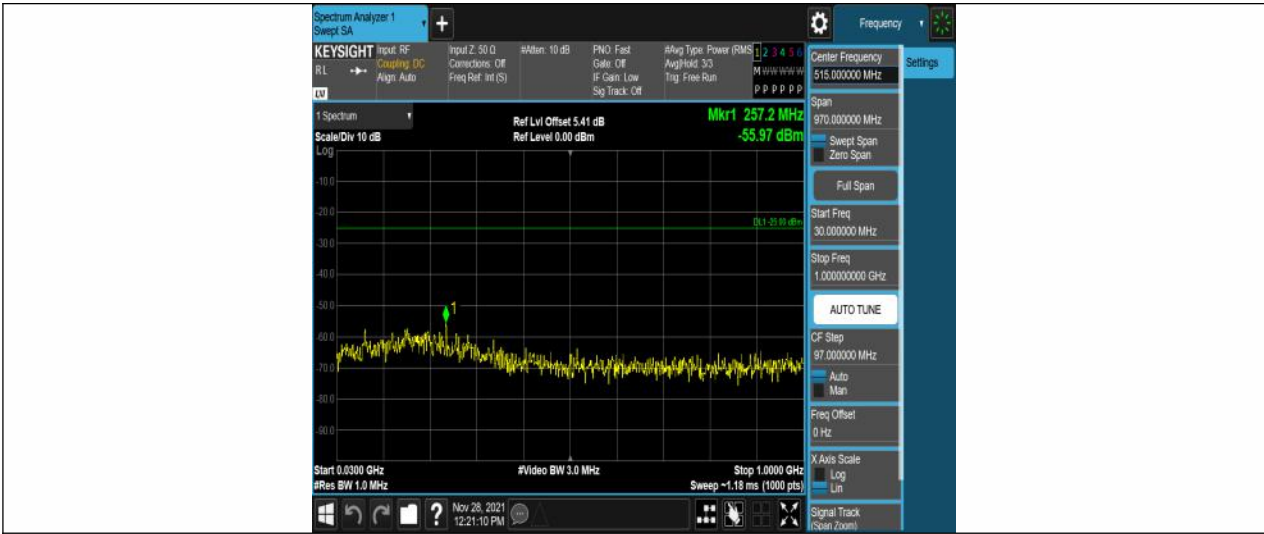 Spectrum Analyzer 1
Swept SA
+
Frequency
KEYSIGHT
RL
LV
Input: RF
Coupling: DC
Align: Auto
Input Z: 50 Ω
Corrections: Off
Freq Ref: Int (S)
#Atten: 10 dB
PNO: Fast
Gate: Off
IF Gain: Low
Sig Track: Off
#Avg Type: Power (RMS
Avg|Hold: 3/3
Trig: Free Run
1 2 3 4 5 6
M W W W W W
P P P P P P
1 Spectrum
Scale/Div 10 dB
Log
Ref Lvl Offset 5.41 dB
Ref Level 0.00 dBm
Mkr1 257.2 MHz
-55.97 dBm
-10.0
-20.0
DL1 -25.00 dBm
-30.0
-40.0
-50.0
1
-60.0
-70.0
-80.0
-90.0
Start 0.0300 GHz
#Res BW 1.0 MHz
#Video BW 3.0 MHz
Stop 1.0000 GHz
Sweep ~1.18 ms (1000 pts)
?
Nov 28, 2021
12:21:10 PM
Center Frequency
515.000000 MHz
Settings
Span
970.000000 MHz
Swept Span
Zero Span
Full Span
Start Freq
30.000000 MHz
Stop Freq
1.000000000 GHz
AUTO TUNE
CF Step
97.000000 MHz
Auto
Man
Freq Offset
0 Hz
X Axis Scale
Log
Lin
Signal Track
(Span Zoom)